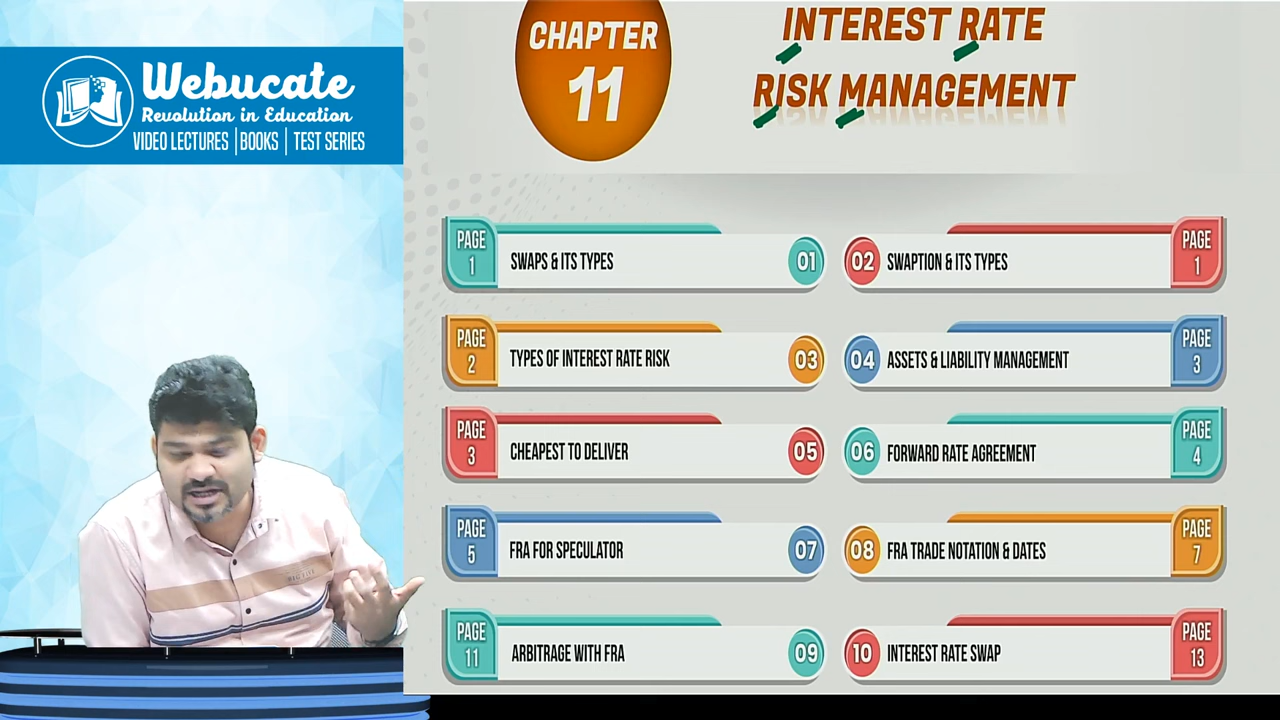 Webucate
Revolution in Education
VIDEO LECTURES | BOOKS | TEST SERIES
CHAPTER
11
INTEREST RATE
RISK MANAGEMENT
PAGE
1
SWAPS & ITS TYPES
01
02
SWAPTION & ITS TYPES
PAGE
1
PAGE
2
TYPES OF INTEREST RATE RISK
03
04
ASSETS & LIABILITY MANAGEMENT
PAGE
3
PAGE
3
CHEAPEST TO DELIVER
05
06
FORWARD RATE AGREEMENT
PAGE
4
PAGE
5
FRA FOR SPECULATOR
07
08
FRA TRADE NOTATION & DATES
PAGE
7
PAGE
11
ARBITRAGE WITH FRA
09
10
INTEREST RATE SWAP
PAGE
13